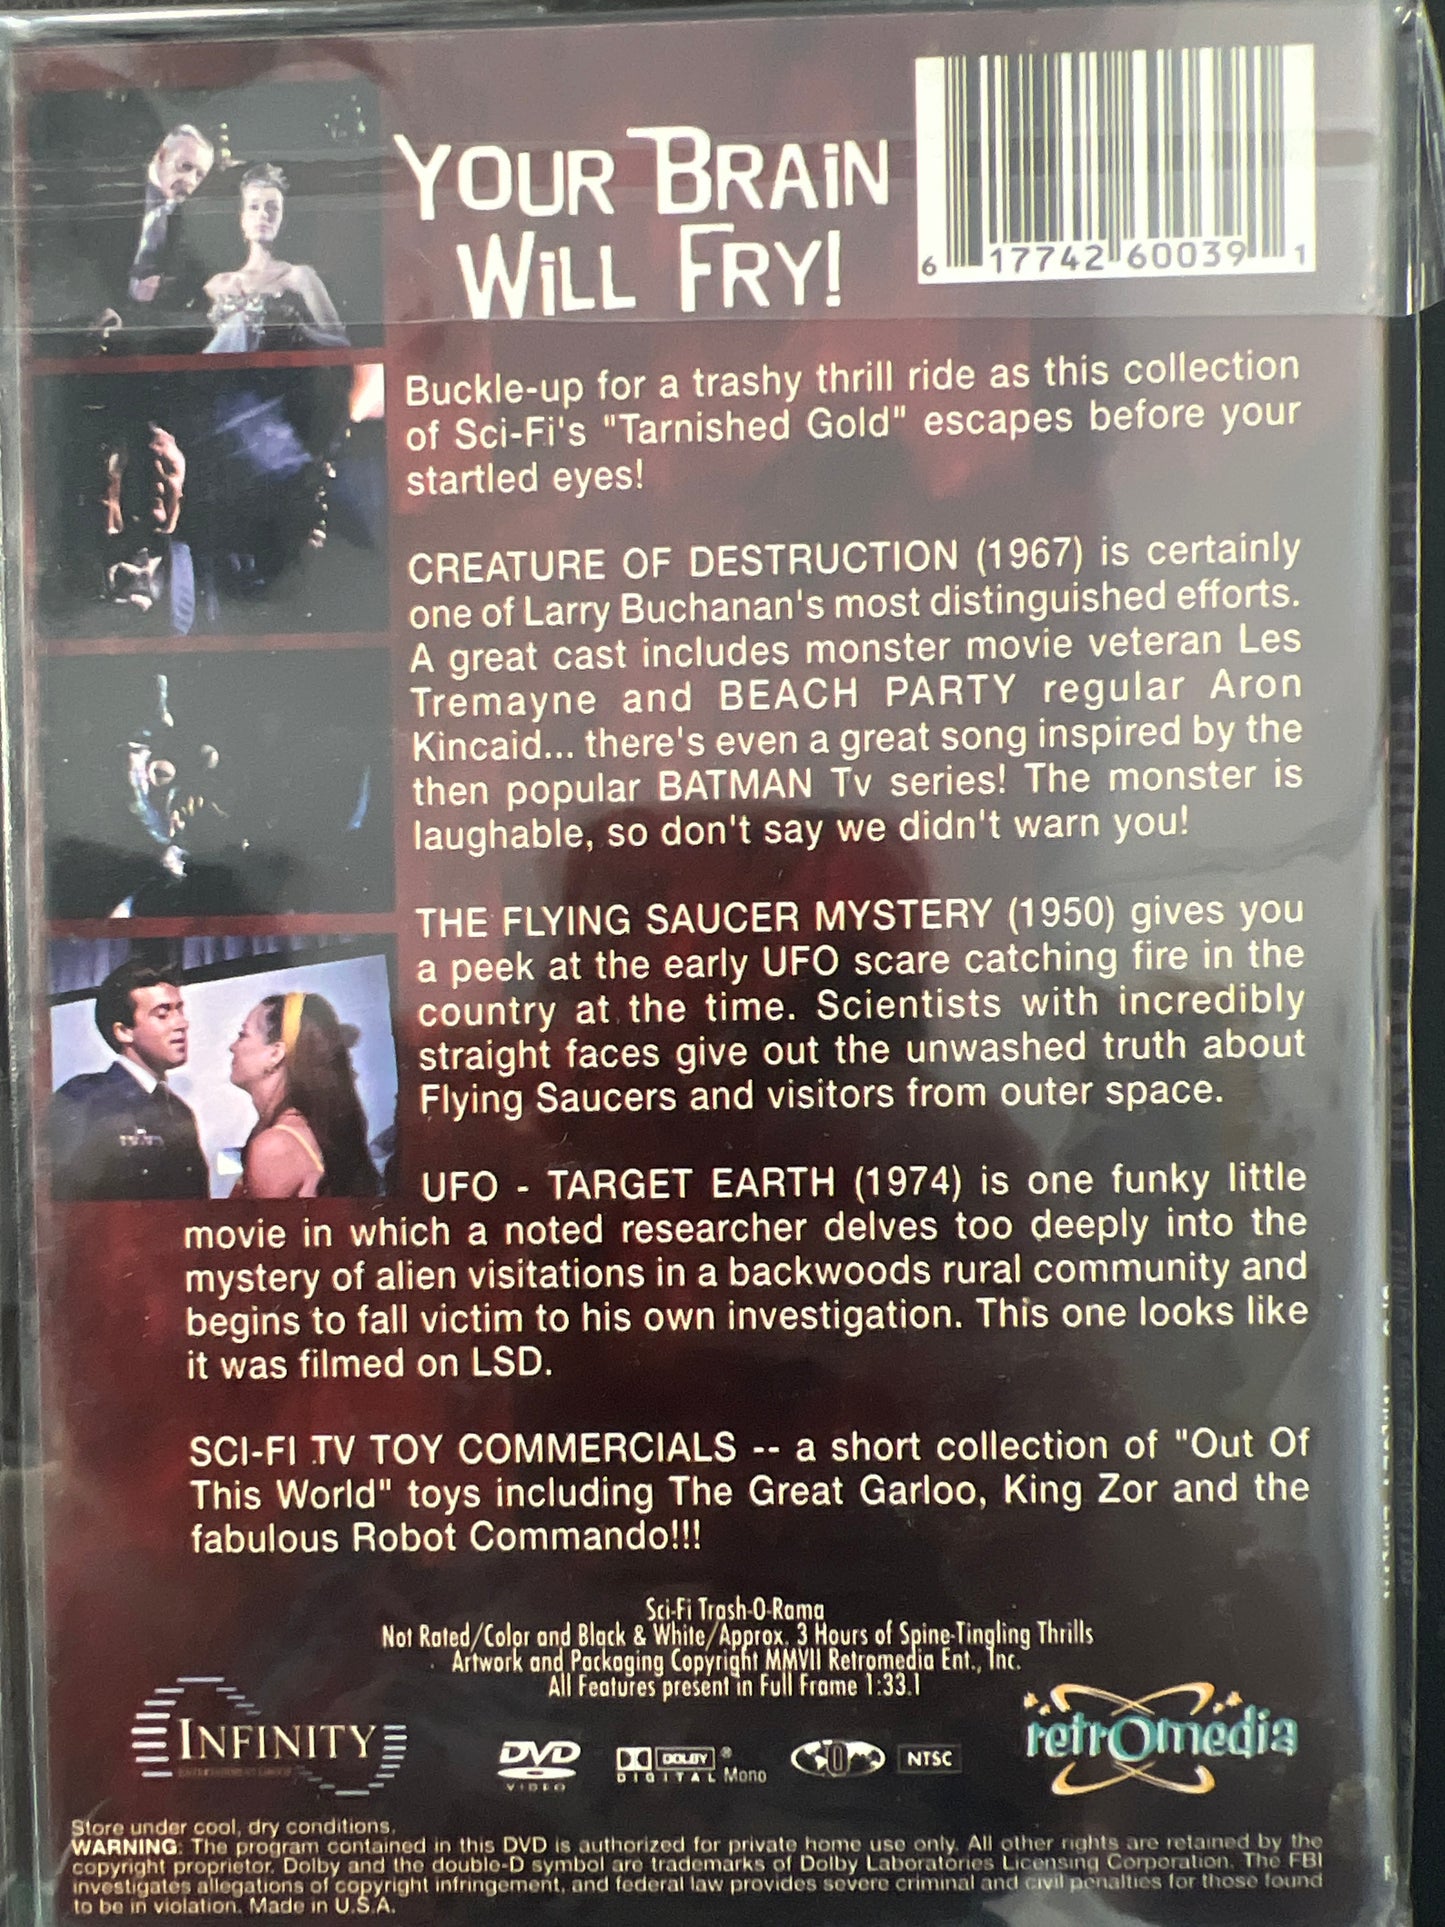 YOUR BRAiN
WiLL FRY!
6 17742 60039 1
Buckle-up for a trashy thrill ride as this collection
of Sci-Fi's "Tarnished Gold" escapes before your
startled eyes!
CREATURE OF DESTRUCTION (1967) is certainly
one of Larry Buchanan's most distinguished efforts.
A great cast includes monster movie veteran Les
Tremayne and BEACH PARTY regular Aron
Kincaid... there's even a great song inspired by the
then popular BATMAN Tv series! The monster is
laughable, so don't say we didn't warn you!
THE FLYING SAUCER MYSTERY (1950) gives you
a peek at the early UFO scare catching fire in the
country at the time. Scientists with incredibly
straight faces give out the unwashed truth about
Flying Saucers and visitors from outer space.
UFO - TARGET EARTH (1974) is one funky little
movie in which a noted researcher delves too deeply into the
mystery of alien visitations in a backwoods rural community and
begins to fall victim to his own investigation. This one looks like
it was filmed on LSD.
SCI-FI TV TOY COMMERCIALS -- a short collection of "Out Of
This World" toys including The Great Garloo, King Zor and the
fabulous Robot Commando!!!
Sci-Fi Trash-O-Rama
Not Rated/Color and Black & White/Approx. 3 Hours of Spine-Tingling Thrills
Artwork and Packaging Copyright MMVII Retromedia Ent., Inc.
All Features present in Full Frame 1:33.1
INFINITY
DVD
VIDEO
DOLBY ®
DIGITAL Mono
0
NTSC
retromedia
Store under cool, dry conditions.
WARNING: The program contained in this DVD is authorized for private home use only. All other rights are retained by the
copyright proprietor. Dolby and the double-D symbol are trademarks of Dolby Laboratories Licensing Corporation. The FBI
investigates allegations of copyright infringement, and federal law provides severe criminal and civil penalties for those found
to be in violation. Made in U.S.A.